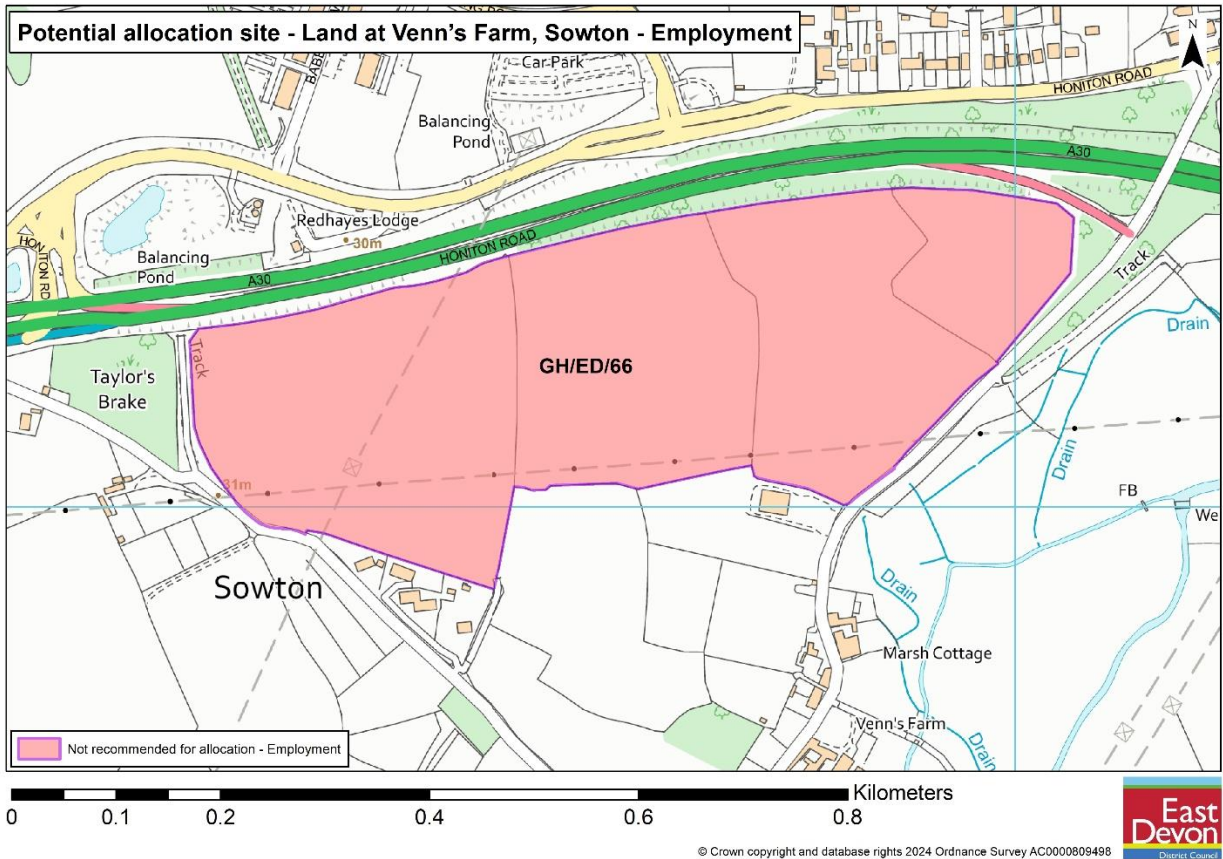 Potential allocation site - Land at Venn's Farm, Sowton - Employment
N
Car Park
HONITON ROAD
Balancing
Pond
A30
Redhayes Lodge
30m
HONITON ROAD
Balancing
Pond
HONITON RD
A30
Track
Drain
Track
Taylor's
Brake
GH/ED/66
Drain
31m
FB
We
Sowton
Drain
Marsh Cottage
Venn's Farm
Drain
Not recommended for allocation - Employment
Kilometers
0 0.1 0.2 0.4 0.6 0.8
East
Devon
District Council
© Crown copyright and database rights 2024 Ordnance Survey AC0000809498